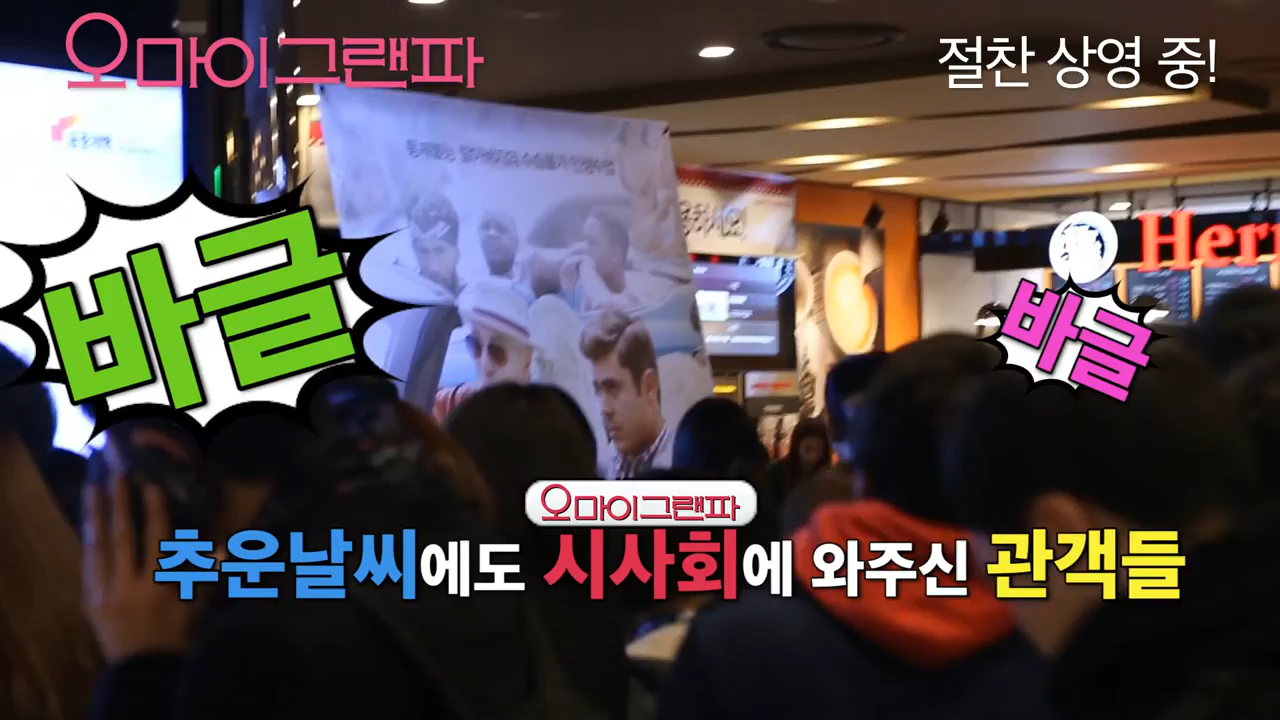 오마이그랜파
절찬 상영 중!
바글
바글
Herr
오마이그랜파
추운날씨에도 시사회에 와주신 관객들